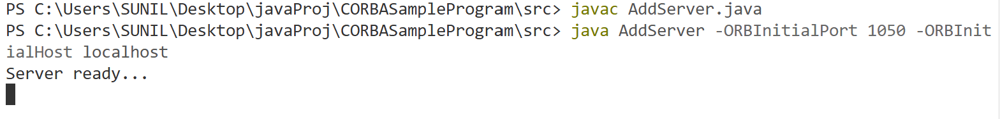 PS C:\Users\SUNIL\Desktop\javaProj\CORBASampleProgram\src> javac AddServer.java
PS C:\Users\SUNIL\Desktop\javaProj\CORBASampleProgram\src> java AddServer -ORBInitialPort 1050 -ORBInit
ialHost localhost
Server ready...